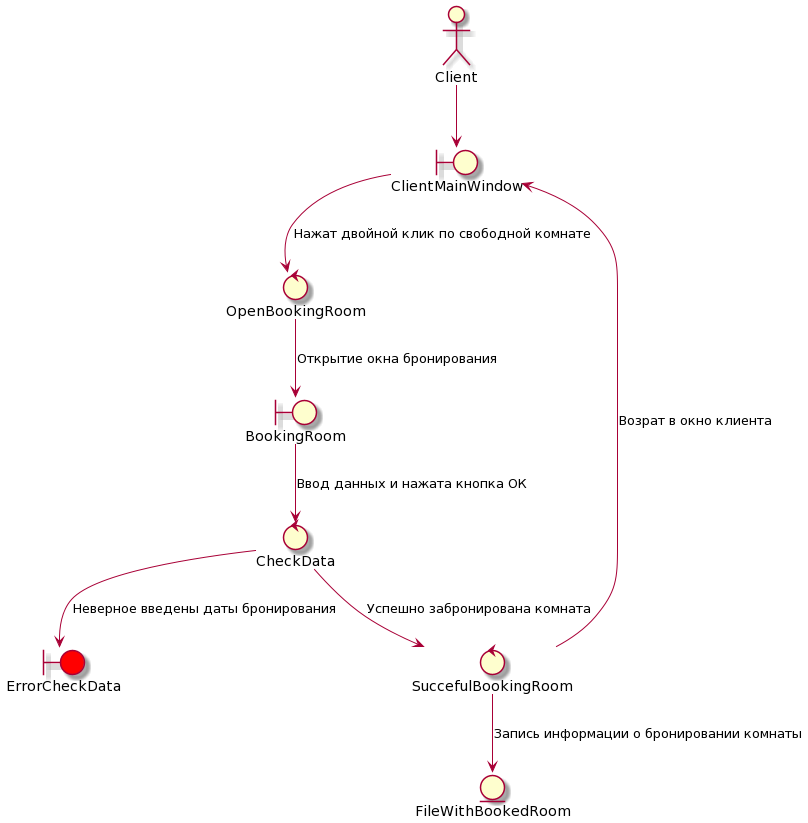 Client
ClientMainWindow
Нажат двойной клик по свободной комнате
OpenBookingRoom
Открытие окна бронирования
Возрат в окно клиента
BookingRoom
Ввод данных и нажата кнопка ОК
CheckData
Неверное введены даты бронирования
Успешно забронирована комната
ErrorCheckData
SuccefulBookingRoom
Запись информации о бронировании комнаты
FileWithBookedRoom